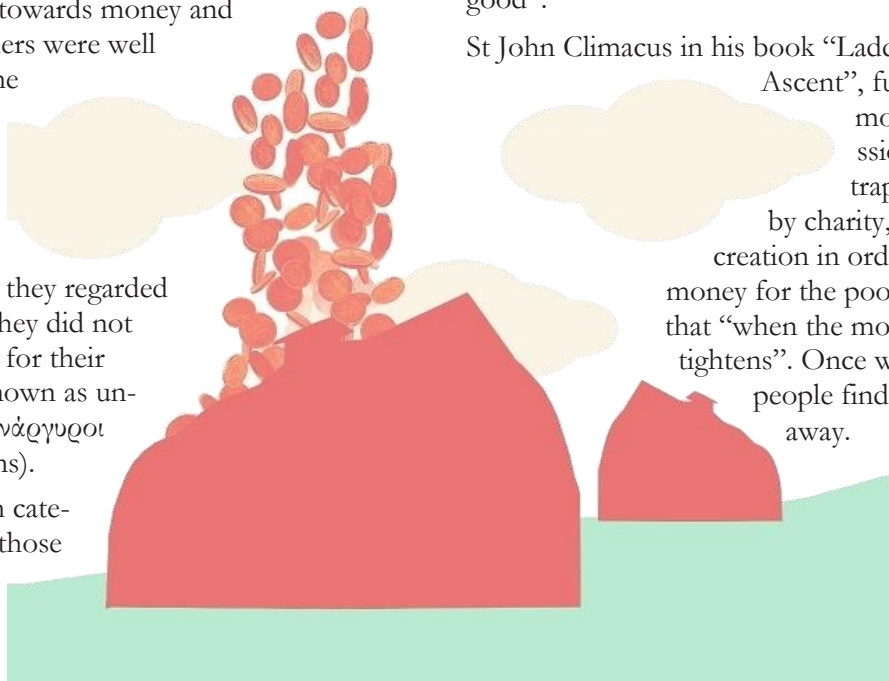 towards money and
ers were well
ne
they regarded
hey did not
for their
nown as un-
νάργυροι
ns).
n cate-
those
good”.
St John Climacus in his book “Ladd
Ascent”, fu
mo
ssio
trap
by charity,
creation in ord
money for the poo
that “when the mo
tightens”. Once w
people find
away.